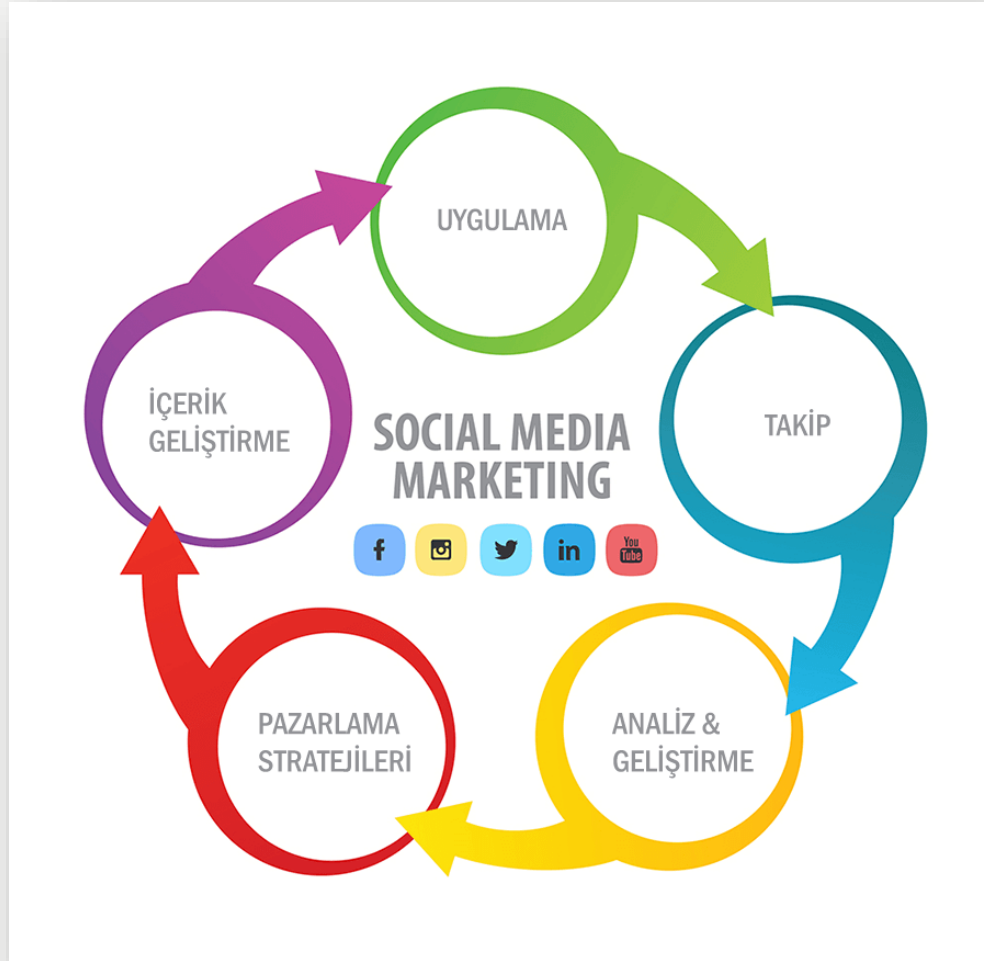 UYGULAMA
İÇERİK
GELİŞTİRME
TAKİP
SOCIAL MEDIA
MARKETING
f
in
You
Tube
PAZARLAMA
STRATEJİLERİ
ANALİZ &
GELİŞTİRME